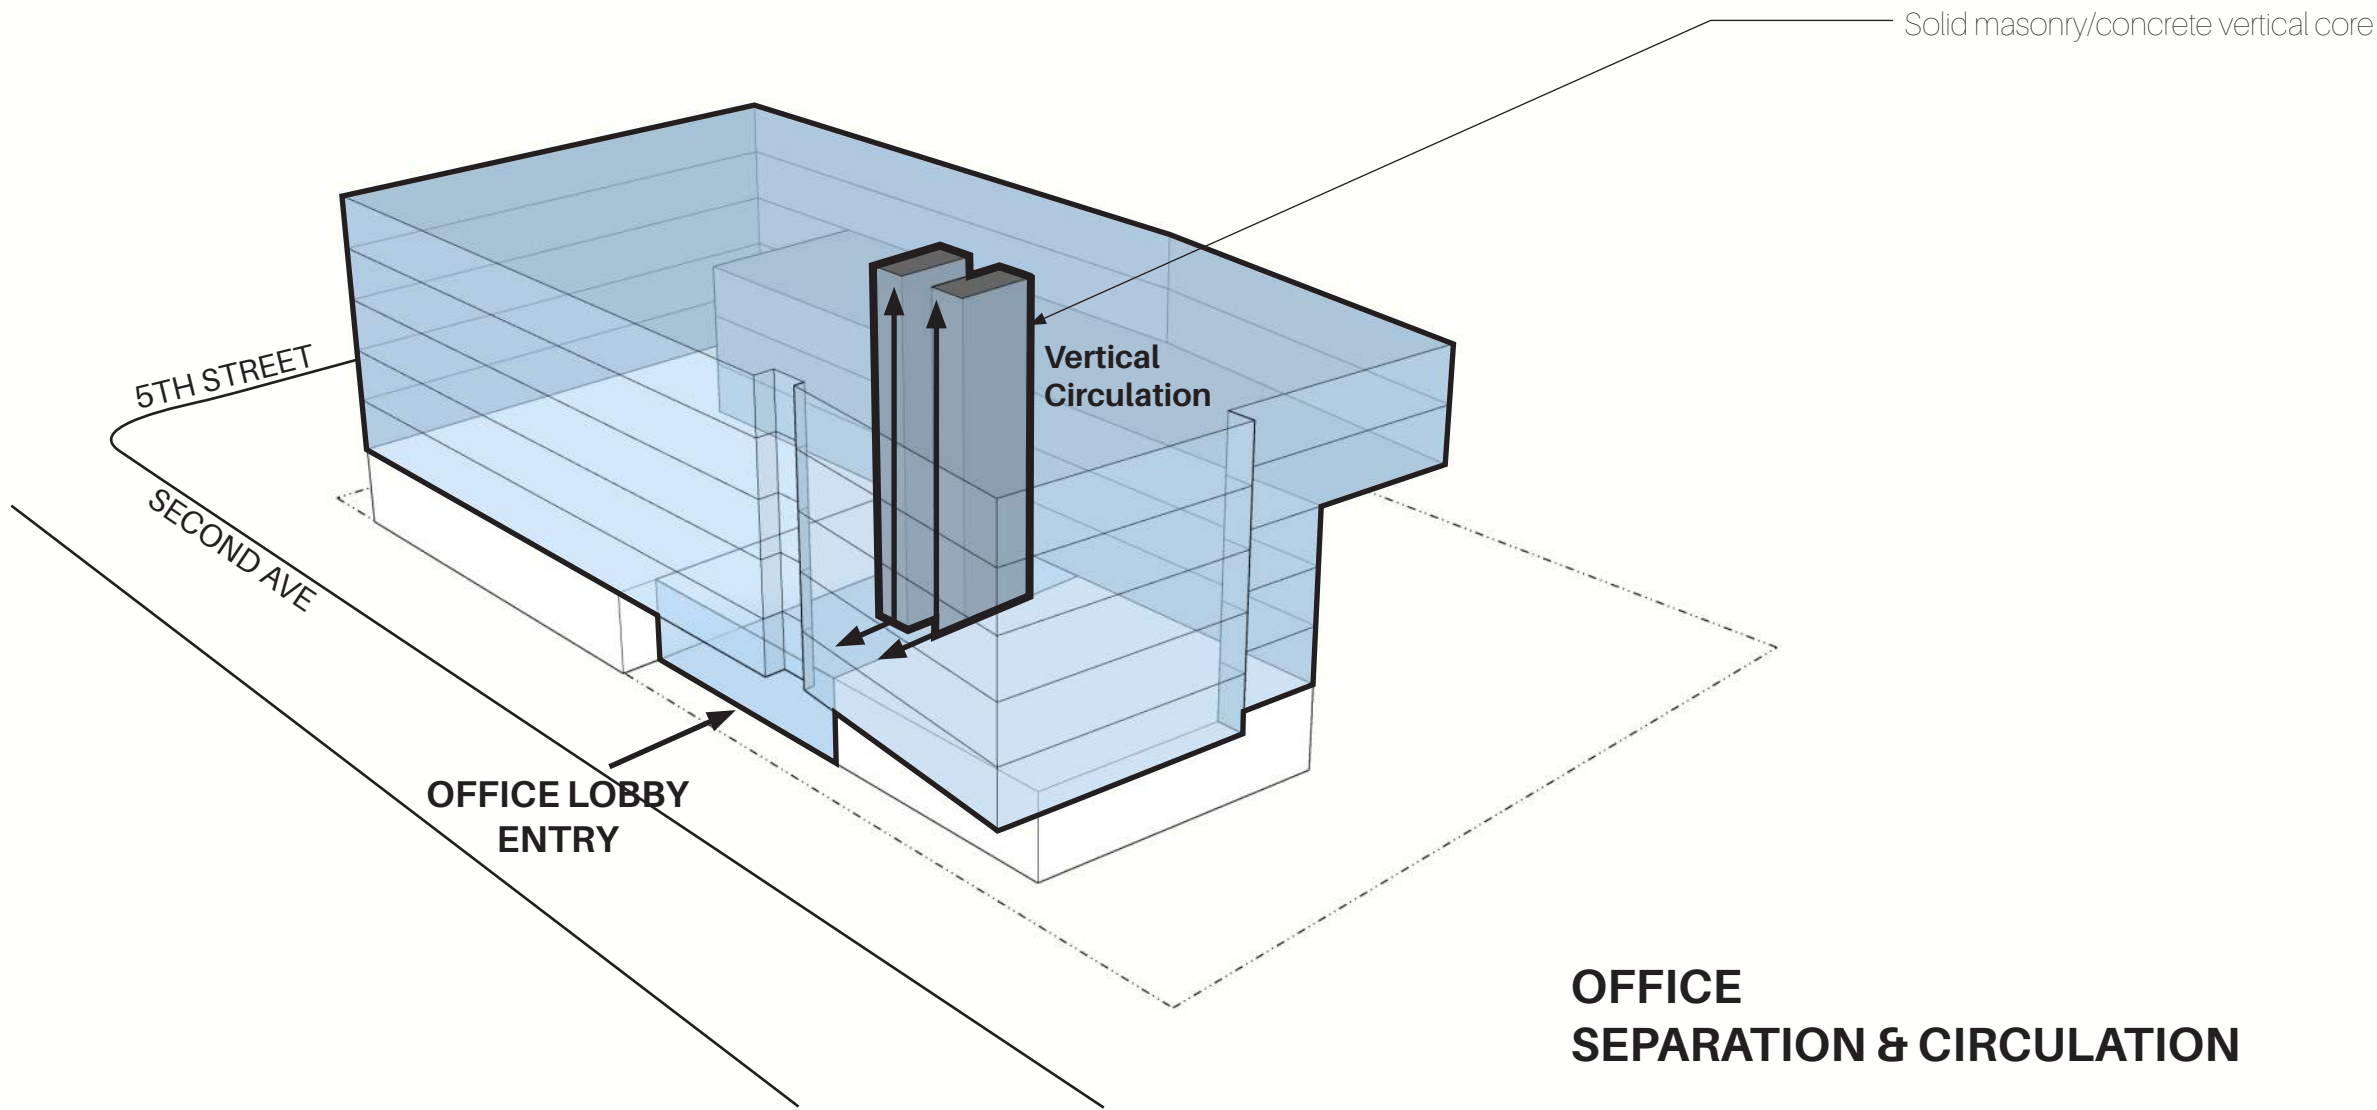 Solid masonry/concrete vertical core
Vertical
Circulation
5TH STREET
SECOND AVE
OFFICE LOBBY
ENTRY
OFFICE
SEPARATION & CIRCULATION